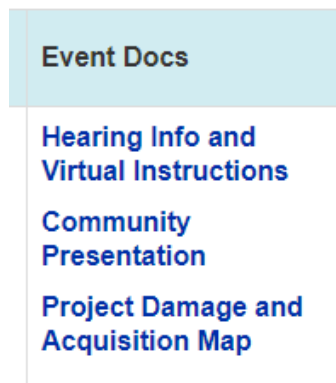 Event Docs
Hearing Info and
Virtual Instructions
Community
Presentation
Project Damage and
Acquisition Map